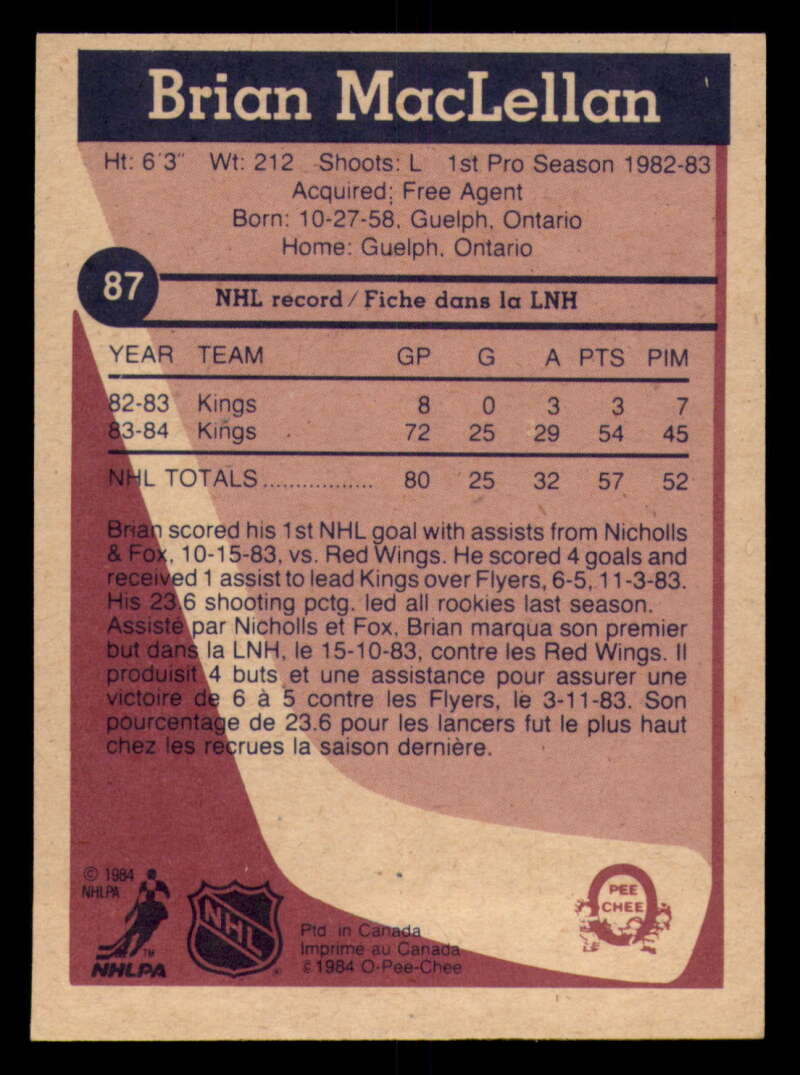 Brian MacLellan
Ht: 6'3" Wt: 212 Shoots: L 1st Pro Season 1982-83
Acquired: Free Agent
Born: 10-27-58, Guelph, Ontario
Home: Guelph, Ontario
87
NHL record / Fiche dans la LNH
YEAR TEAM GP G A PTS PIM
82-83 Kings 8 0 3 3 7
83-84 Kings 72 25 29 54 45
NHL TOTALS ................ 80 25 32 57 52
Brian scored his 1st NHL goal with assists from Nicholls
& Fox, 10-15-83, vs. Red Wings. He scored 4 goals and
received 1 assist to lead Kings over Flyers, 6-5, 11-3-83.
His 23.6 shooting pctg. led all rookies last season.
Assisté par Nicholls et Fox, Brian marqua son premier
but dans la LNH, le 15-10-83, contre les Red Wings. Il
produisit 4 buts et une assistance pour assurer une
victoire de 6 à 5 contre les Flyers, le 3-11-83. Son
pourcentage de 23.6 pour les lancers fut le plus haut
chez les recrues la saison dernière.
© 1984
NHLPA
TM
NHLPA
NHL
Ptd in Canada
Imprime au Canada
© 1984 O-Pee-Chee
PEE
CHEE